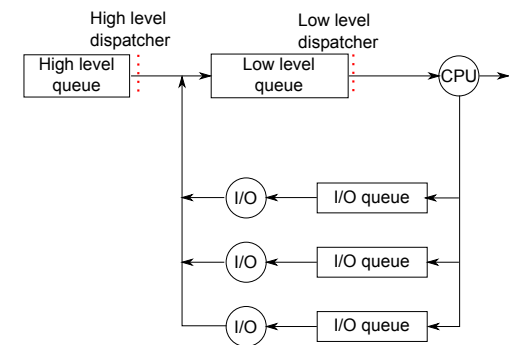 High level
dispatcher
Low level
dispatcher
High level
queue
Low level
queue
CPU
I/O
I/O queue
I/O
I/O queue
I/O
I/O queue